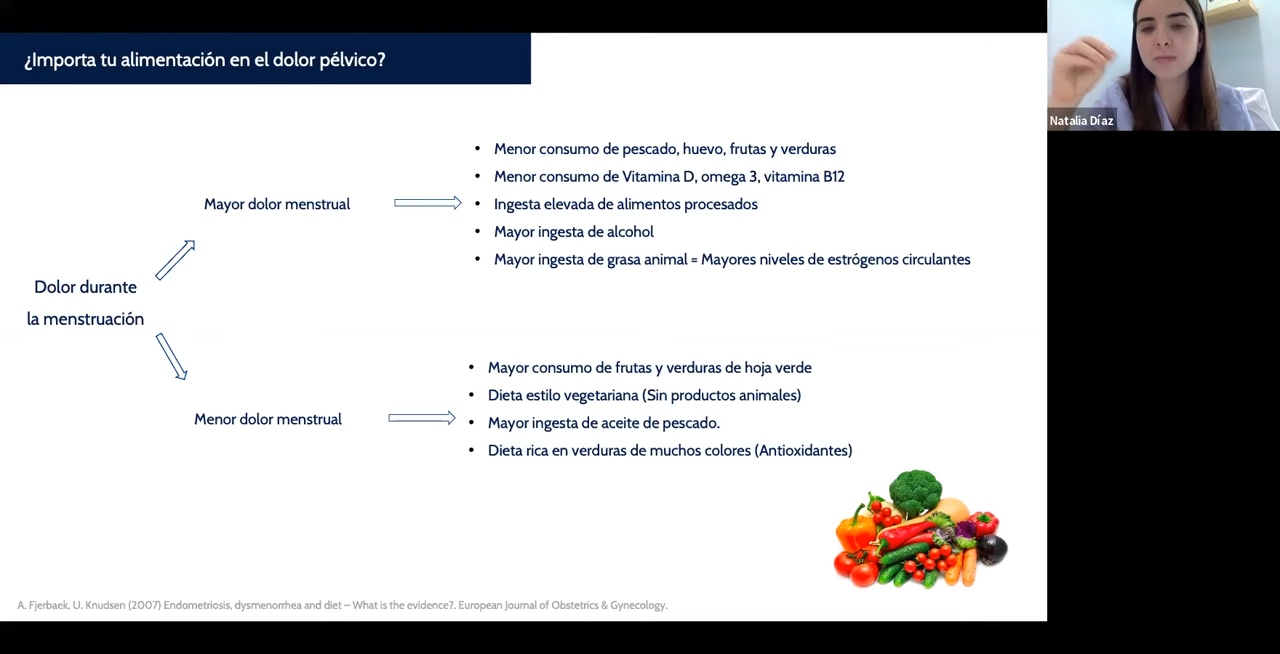 ¿Importa tu alimentación en el dolor pélvico?
Natalia Díaz
Dolor durante
la menstruación
Mayor dolor menstrual
• Menor consumo de pescado, huevo, frutas y verduras
• Menor consumo de Vitamina D, omega 3, vitamina B12
• Ingesta elevada de alimentos procesados
• Mayor ingesta de alcohol
• Mayor ingesta de grasa animal = Mayores niveles de estrógenos circulantes
Menor dolor menstrual
• Mayor consumo de frutas y verduras de hoja verde
• Dieta estilo vegetariana (Sin productos animales)
• Mayor ingesta de aceite de pescado.
• Dieta rica en verduras de muchos colores (Antioxidantes)
A. Fjerbaek, U. Knudsen (2007) Endometriosis, dysmenorrhea and diet – What is the evidence?. European Journal of Obstetrics & Gynecology.